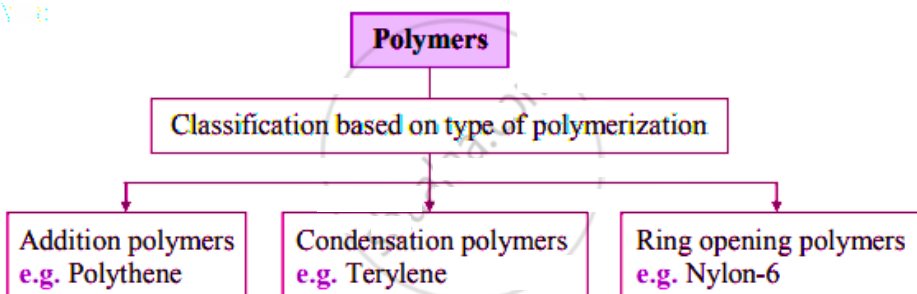 Polymers
Classification based on type of polymerization
Addition polymers
e.g. Polythene
Condensation polymers
e.g. Terylene
Ring opening polymers
e.g. Nylon-6